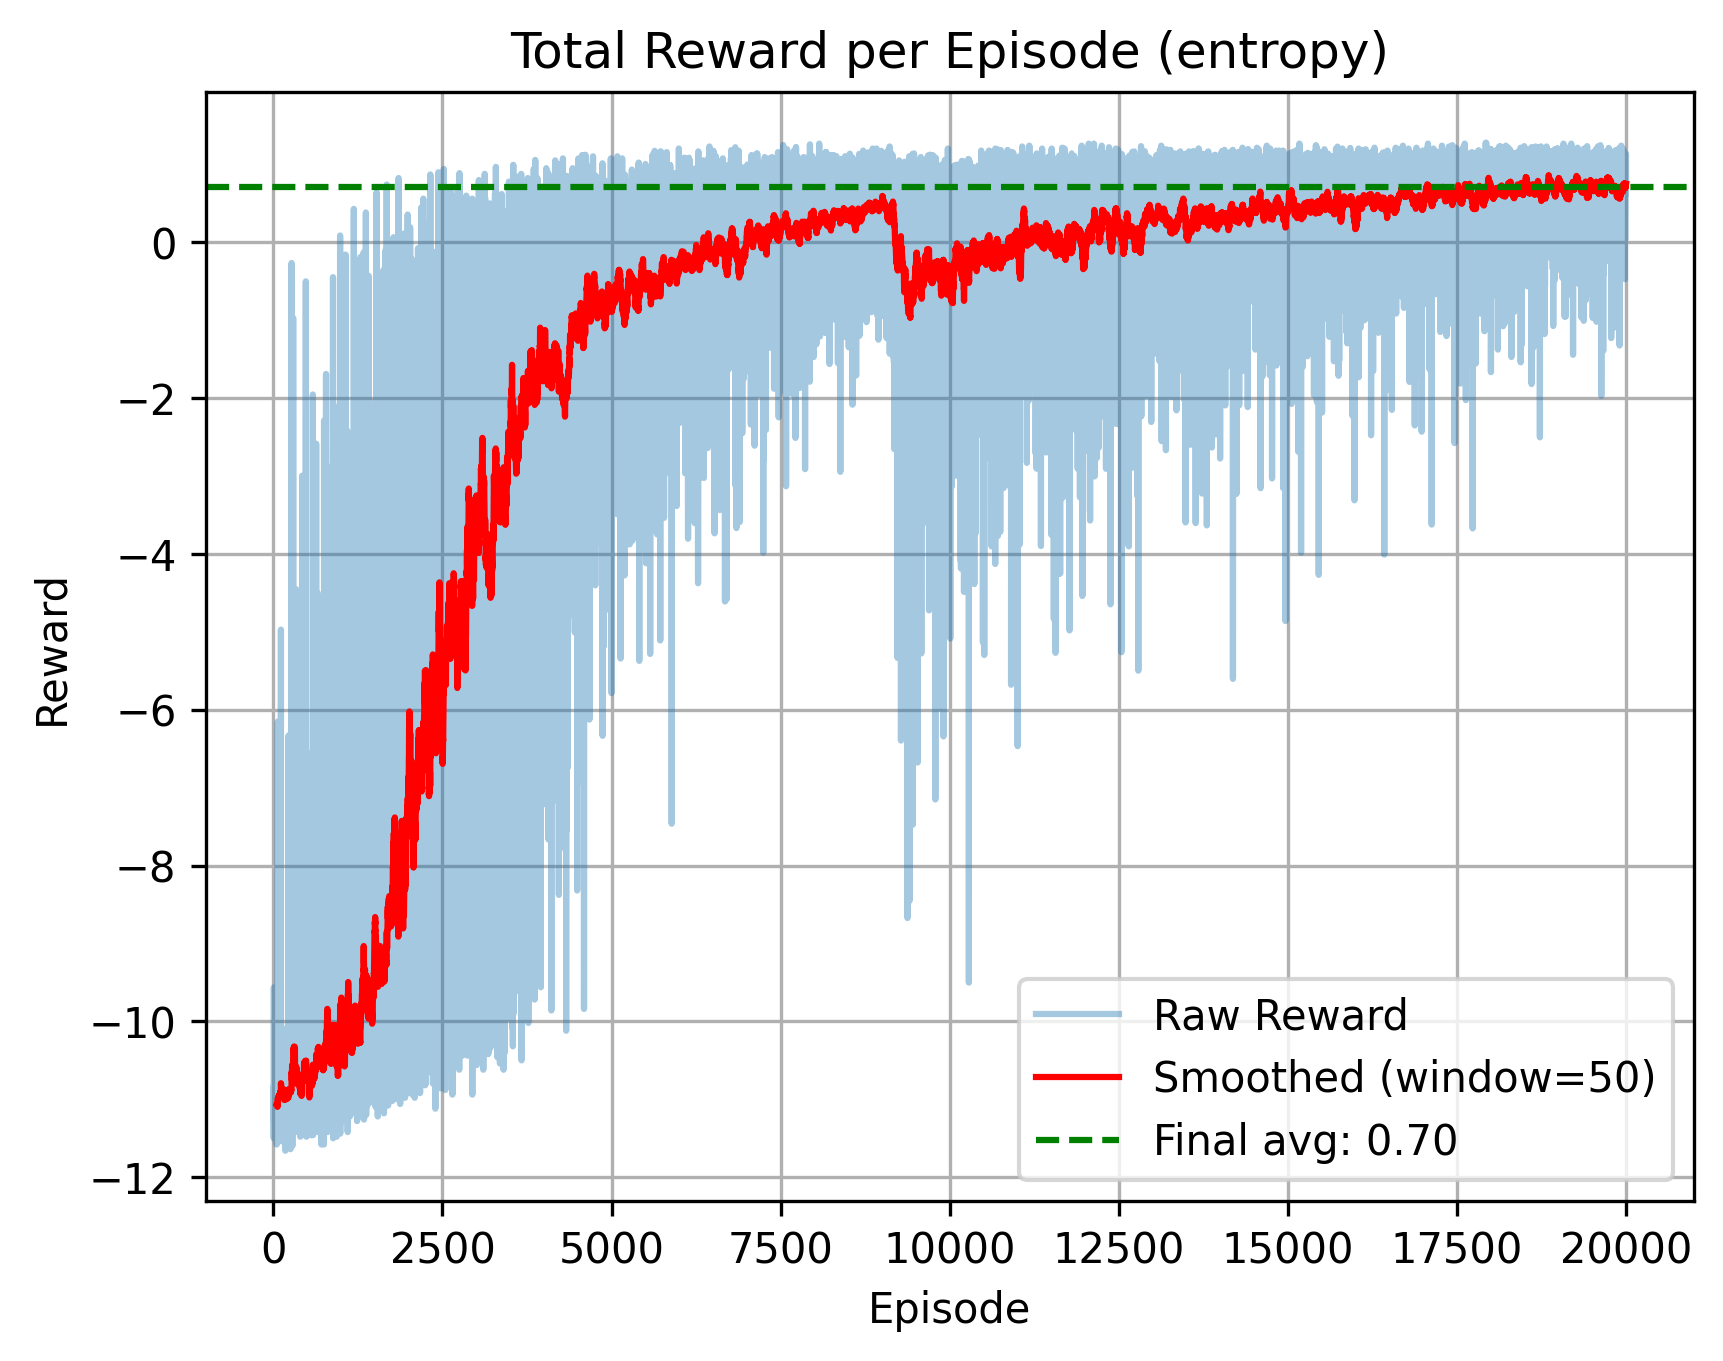 Total Reward per Episode (entropy)
Reward
0
−2
−4
−6
−8
−10
−12
Raw Reward
Smoothed (window=50)
Final avg: 0.70
0 2500 5000 7500 10000 12500 15000 17500 20000
Episode